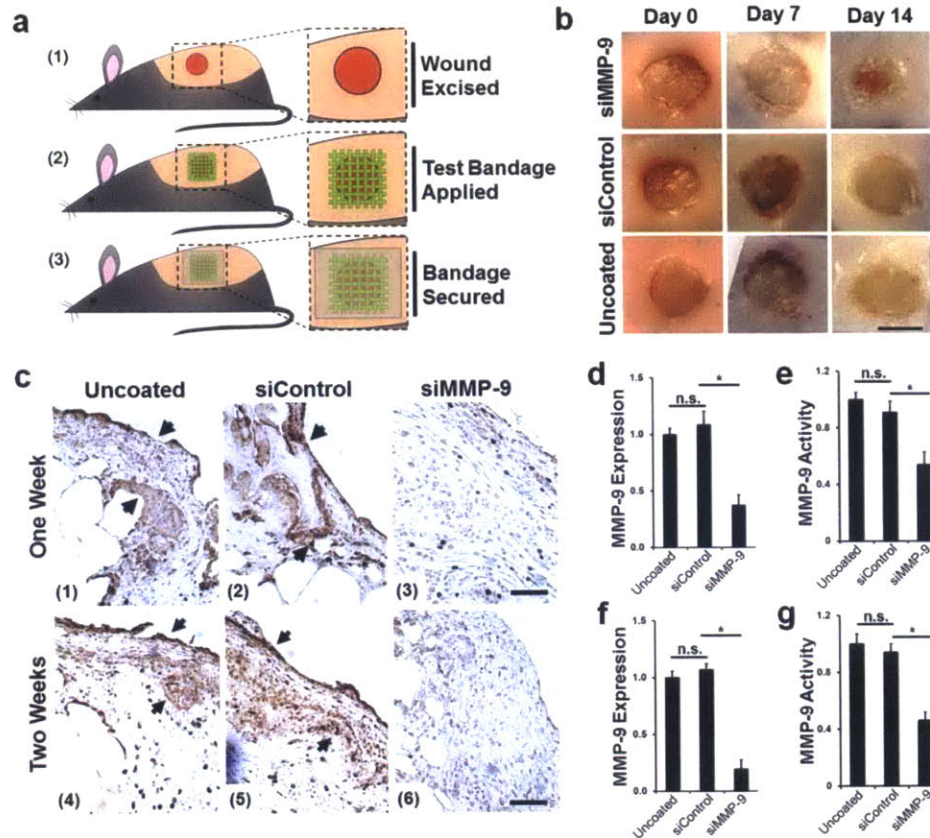 a
(1)
Wound
Excised
(2)
Test Bandage
Applied
(3)
Bandage
Secured
b
Day 0
Day 7
Day 14
siMMP-9
siControl
Uncoated
c
Uncoated
siControl
siMMP-9
One Week
(1)
(2)
(3)
Two Weeks
(4)
(5)
(6)
d
MMP-9 Expression
1.5
1.0
0.5
0
n.s.
*
Uncoated
siControl
siMMP-9
e
MMP-9 Activity
1.2
0.8
0.4
0
n.s.
*
Uncoated
siControl
siMMP-9
f
MMP-9 Expression
1.5
1.0
0.5
0
n.s.
*
Uncoated
siControl
siMMP-9
g
MMP-9 Activity
1.2
0.8
0.4
0
n.s.
*
Uncoated
siControl
siMMP-9